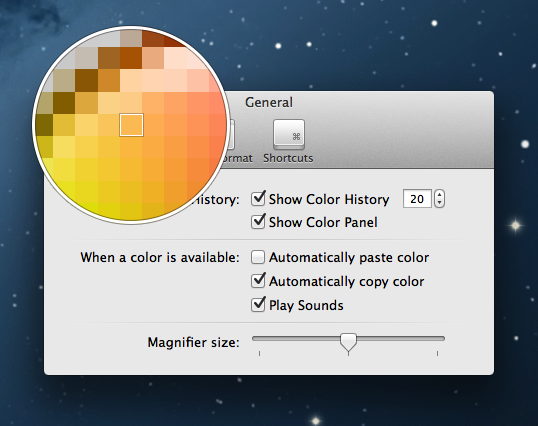 General
ormat Shortcuts
istory: Show Color History 20
Show Color Panel
When a color is available: Automatically paste color
Automatically copy color
Play Sounds
Magnifier size: